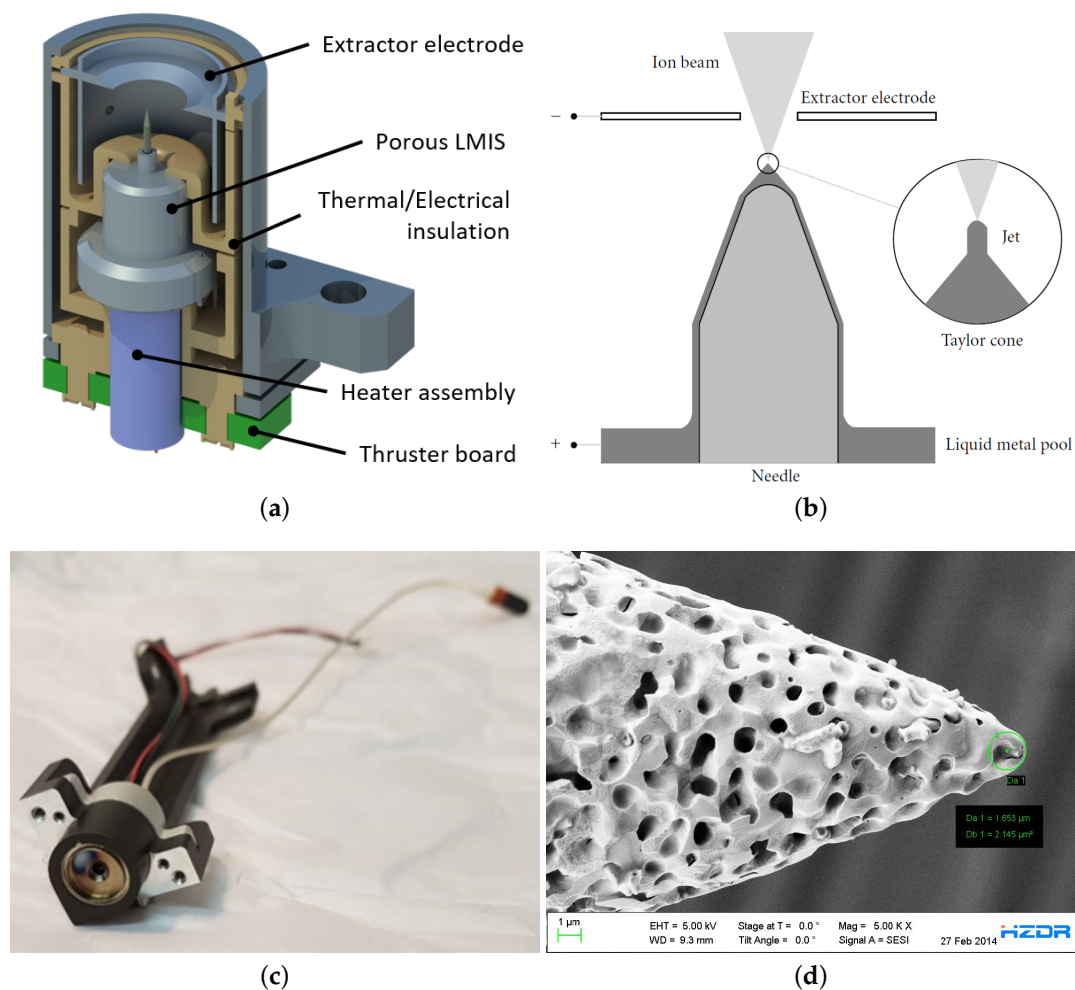 Extractor electrode
Porous LMIS
Thermal/Electrical
insulation
Heater assembly
Thruster board
(a)
Ion beam
Extractor electrode
−
Jet
Taylor cone
+
Liquid metal pool
Needle
(b)
(c)
Da 1
Da 1 = 1.653 µm
Db 1 = 2.145 µm²
1 µm
EHT = 5.00 kV
WD = 9.3 mm
Stage at T = 0.0 °
Tilt Angle = 0.0 °
Mag = 5.00 K X
Signal A = SESI
27 Feb 2014
HZDR
(d)